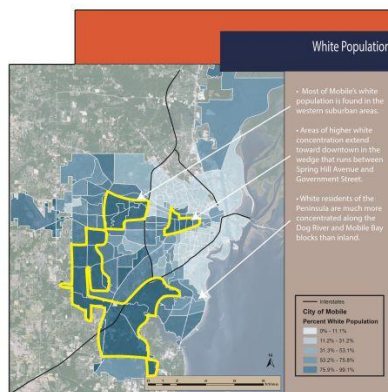 White Population
• Most of Mobile's white
population is found in the
western suburban areas.
• Areas of higher white
concentration extend
toward downtown in the
wedge that runs between
Spring Hill Avenue and
Government Street.
• White residents of the
Peninsula are much more
concentrated along the
Dog River and Mobile Bay
blocks than inland.
Interstates
City of Mobile
Percent White Population
0% - 11.1%
11.2% - 31.2%
31.3% - 53.1%
53.2% - 75.8%
75.9% - 99.1%
N